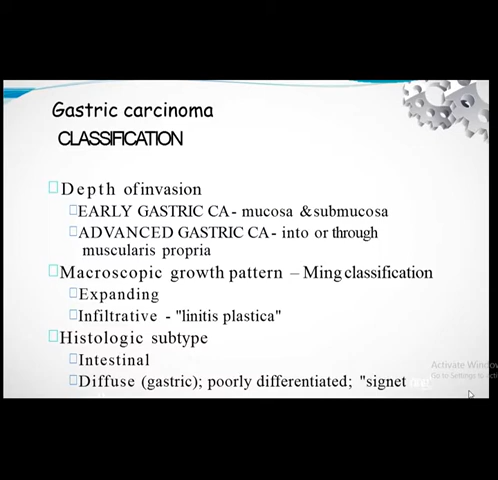 Gastric carcinoma
CLASSIFICATION
Depth of invasion
EARLY GASTRIC CA - mucosa & submucosa
ADVANCED GASTRIC CA - into or through
muscularis propria
Macroscopic growth pattern – Ming classification
Expanding
Infiltrative - "linitis plastica"
Histologic subtype
Intestinal
Diffuse (gastric); poorly differentiated; "signet
Activate Windows
Go to Settings to acti